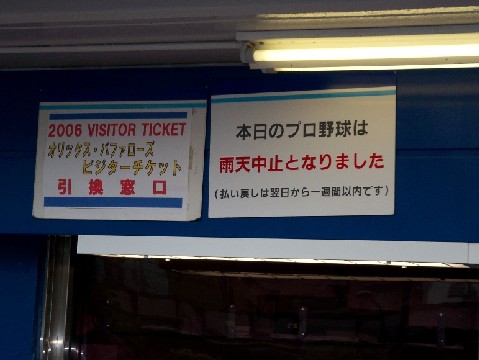 2006 VISITOR TICKET
オリックス・バファローズ
ビジターチケット
引換窓口
本日のプロ野球は
雨天中止となりました
(払い戻しは翌日から一週間以内です)